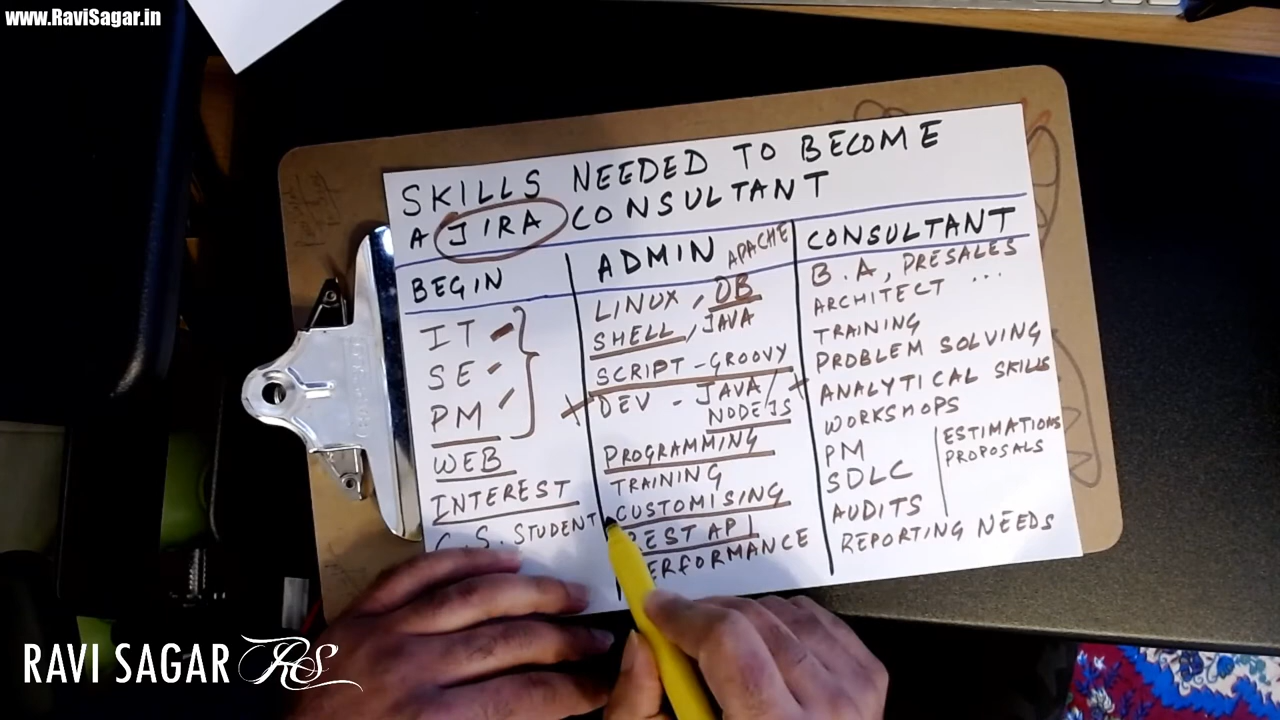 www.RaviSagar.in
SKILLS NEEDED TO BECOME
A JIRA CONSULTANT
BEGIN
IT
SE
PM
WEB
INTEREST
C.S. STUDENT
ADMIN APACHE
LINUX, DB
SHELL, JAVA
SCRIPT-GROOVY
DEV - JAVA/
NODEJS
PROGRAMMING
TRAINING
CUSTOMISING
REST API
PERFORMANCE
CONSULTANT
B.A, PRESALES
ARCHITECT ...
TRAINING
PROBLEM SOLVING
ANALYTICAL SKILLS
WORKSHOPS
PM
SDLC
AUDITS
ESTIMATIONS
PROPOSALS
REPORTING NEEDS
RAVI SAGAR RS